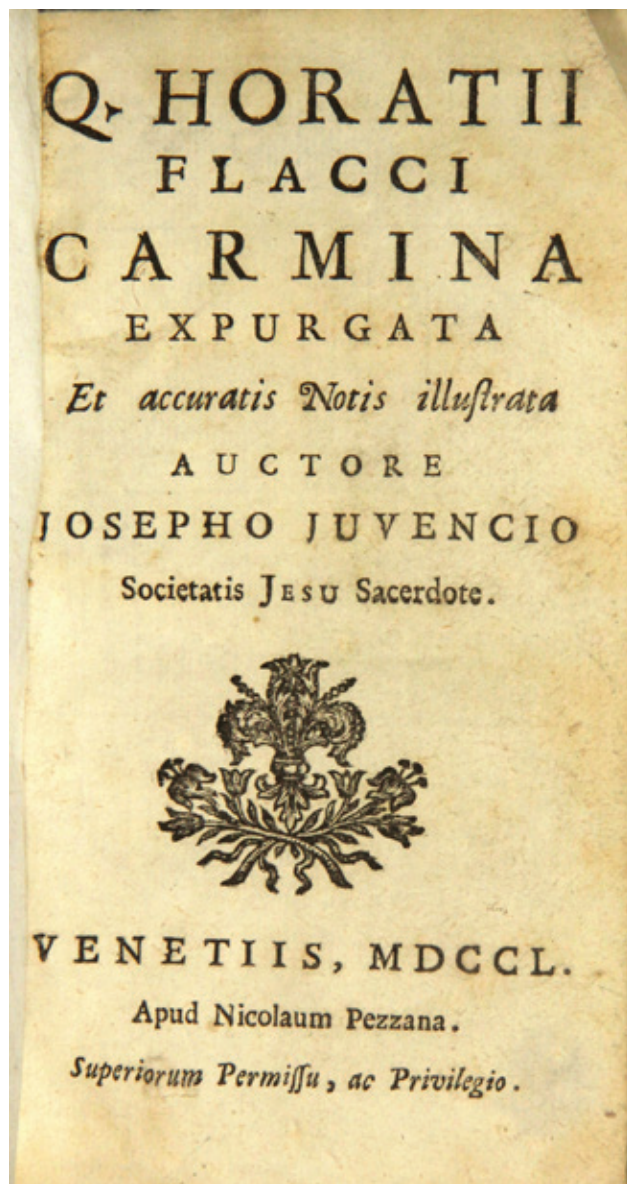 Q. HORATII
FLACCI
CARMINA
EXPURGATA
Et accuratis Notis illuſtrata
AUCTORE
JOSEPHO JUVENCIO
Societatis JESU Sacerdote.
VENETIIS, MDCCL.
Apud Nicolaum Pezzana.
Superiorum Permiſſu, ac Privilegio.